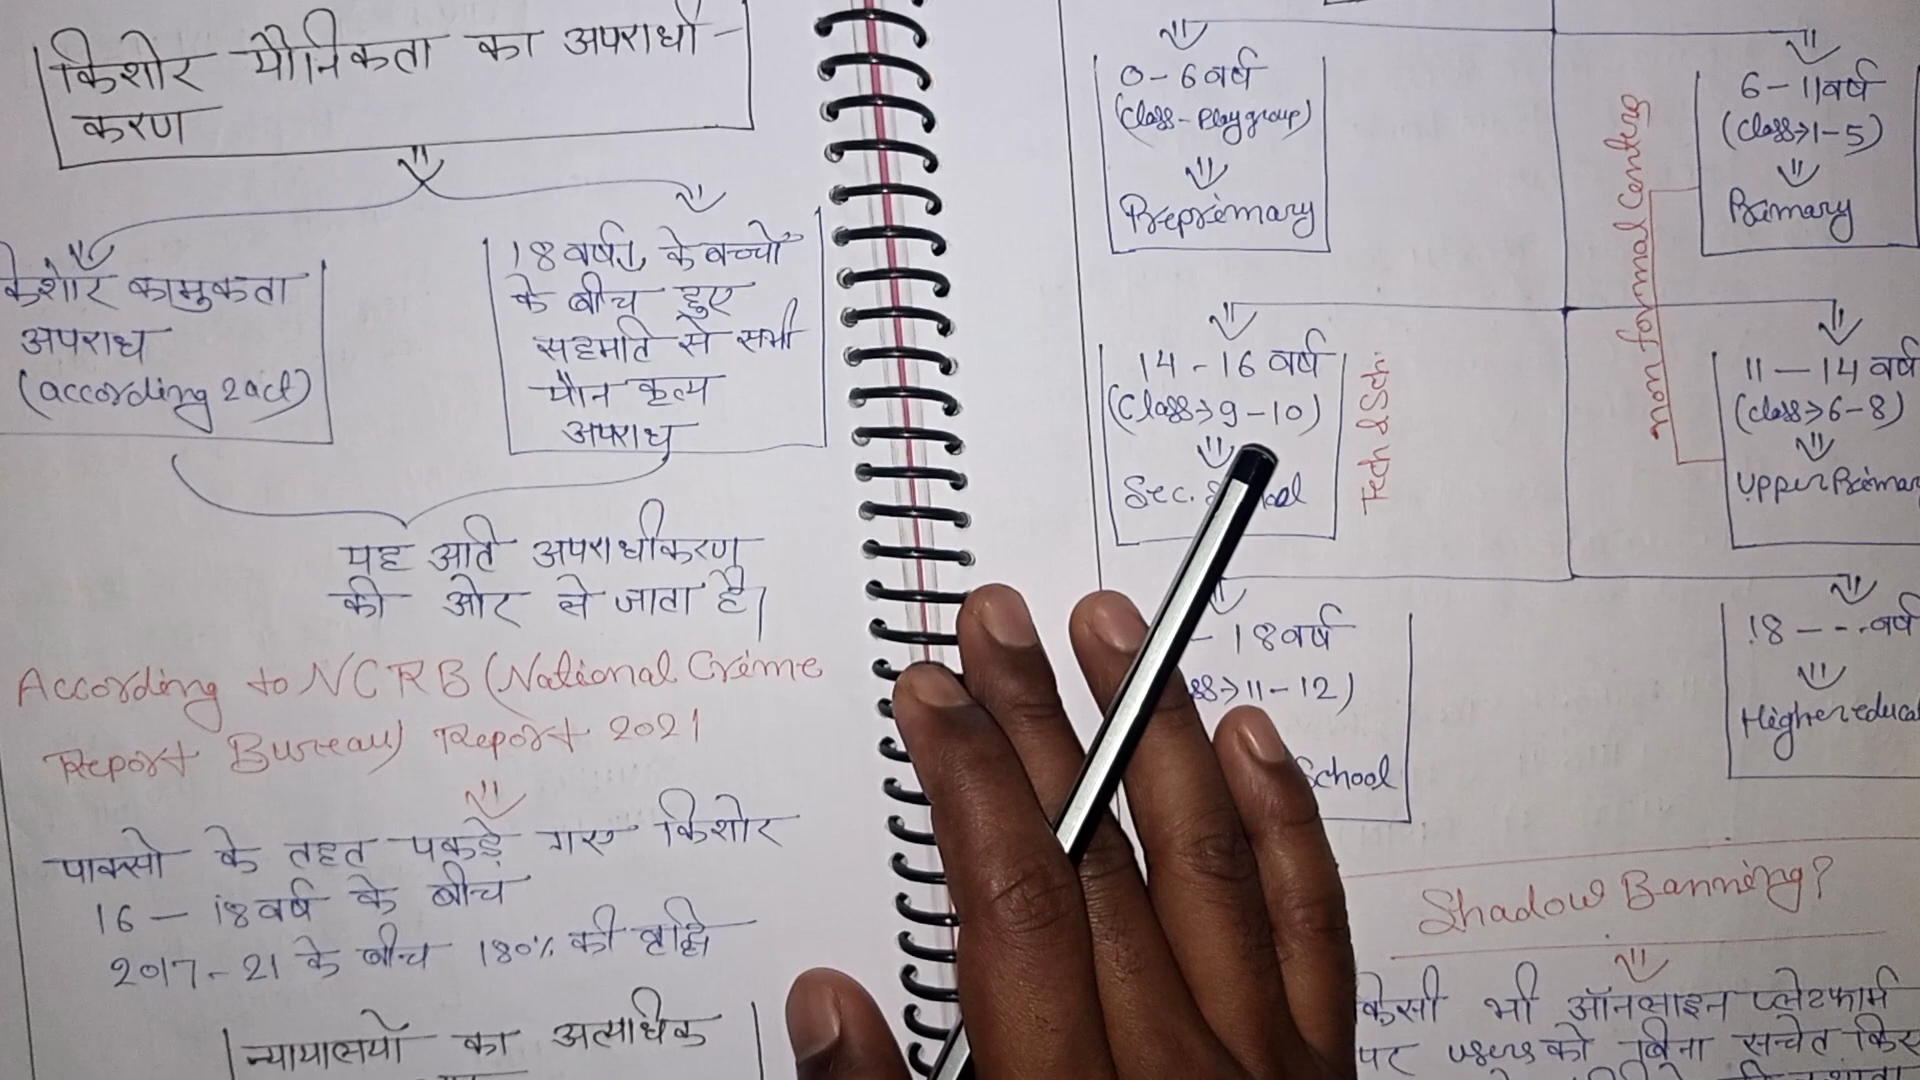 किशोर यौनिकता का अपराधी -
करण
किशोर कामुकता
अपराध
(according 2 act)
18 वर्ष↓ के बच्चों
के बीच हुए
सहमति से सभी
यौन कृत्य
अपराध
यह अति अपराधीकरण
की ओर ले जाता है।
According to NCRB (National Crime
Report Bureau) Report 2021
पाक्सो के तहत पकड़े गए किशोर
16 - 18 वर्ष के बीच
2017-21 के बीच 180% की वृद्धि
न्यायालयों का अत्यधिक
0 - 6 वर्ष
(Class - Play group)
Preprimary
6 - 11 वर्ष
(Class → 1 - 5)
Primary
non formal Centers
14 - 16 वर्ष
(Class → 9 - 10)
Sec.
Tech & Sch.
11 - 14 वर्ष
(Class → 6 - 8)
Upper Primar
- 18 वर्ष
ss → 11 - 12)
School
18 - - - वर्ष
Higher educa
Shadow Banning?
किसी भी ऑनलाइन प्लेटफार्म
पर users को बिना सचेत किए